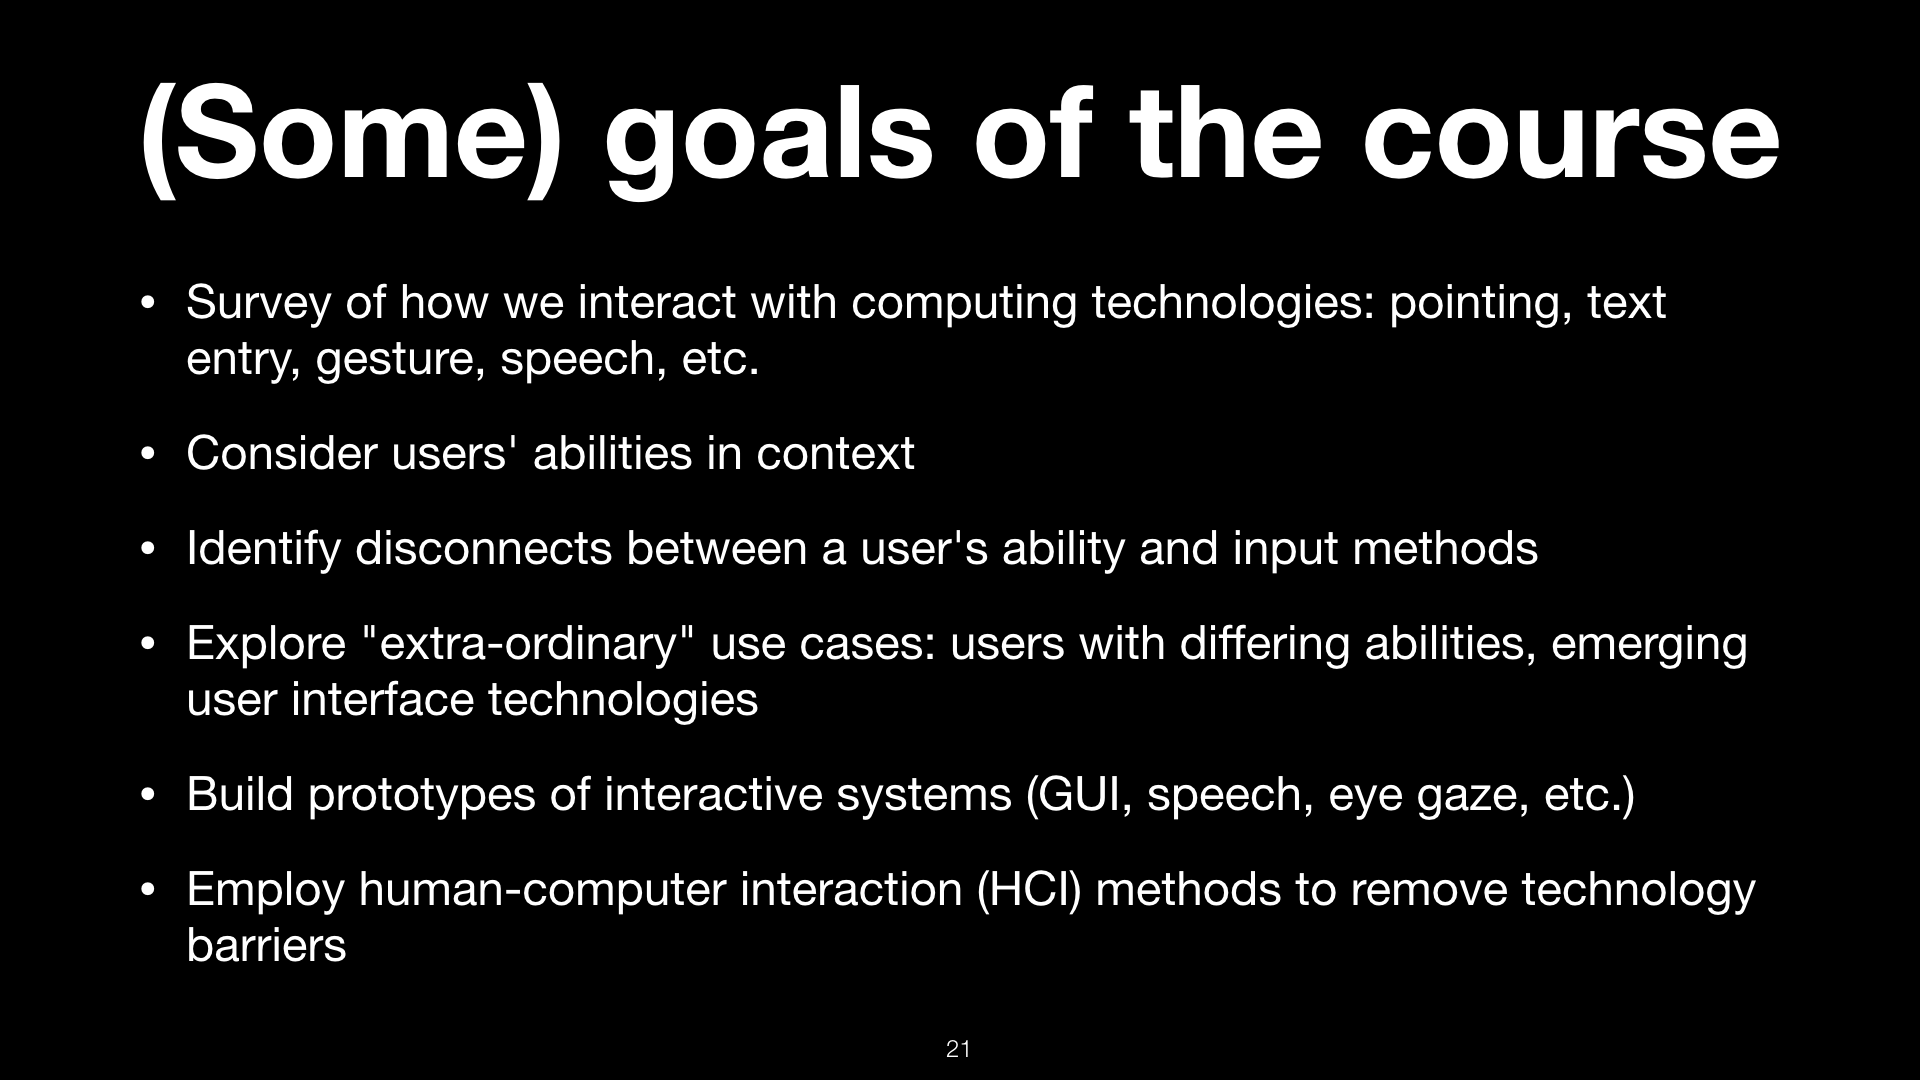 (Some) goals of the course
• Survey of how we interact with computing technologies: pointing, text
entry, gesture, speech, etc.
• Consider users' abilities in context
• Identify disconnects between a user's ability and input methods
• Explore "extra-ordinary" use cases: users with differing abilities, emerging
user interface technologies
• Build prototypes of interactive systems (GUI, speech, eye gaze, etc.)
• Employ human-computer interaction (HCI) methods to remove technology
barriers
21